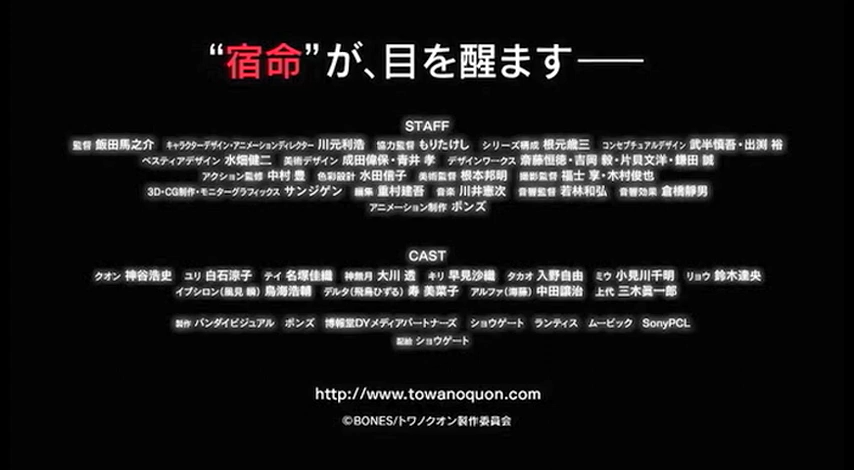 “宿命”が、目を醒ます――
STAFF
監督 飯田馬之介 キャラクターデザイン・アニメーションディレクター 川元利浩 協力監督 もりたけし シリーズ構成 根元歳三 コンセプチュアルデザイン 武半慎吾・出渕 裕
ベスティアデザイン 水畑健二 美術デザイン 成田偉保・青井 孝 デザインワークス 斎藤恒徳・吉岡 毅・片貝文洋・鎌田 誠
アクション監修 中村 豊 色彩設計 水田信子 美術監督 根本邦明 撮影監督 福士 享・木村俊也
3D・CG制作・モニターグラフィックス サンジゲン 編集 重村建吾 音楽 川井憲次 音響監督 若林和弘 音響効果 倉橋静男
アニメーション制作 ボンズ
CAST
クオン 神谷浩史 ユリ 白石涼子 テイ 名塚佳織 神無月 大川 透 キリ 早見沙織 タカオ 入野自由 ミウ 小見川千明 リョウ 鈴木達央
イプシロン(風見 瞬) 鳥海浩輔 デルタ(飛鳥ひずる) 寿 美菜子 アルファ(海藤) 中田譲治 上代 三木眞一郎
製作 バンダイビジュアル ボンズ 博報堂DYメディアパートナーズ ショウゲート ランティス ムービック SonyPCL
配給 ショウゲート
http://www.towanoquon.com
©BONES/トワノクオン製作委員会